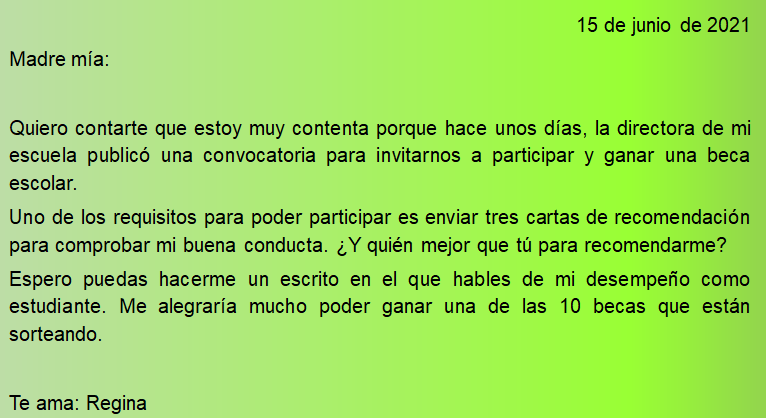 15 de junio de 2021
Madre mía:
Quiero contarte que estoy muy contenta porque hace unos días, la directora de mi
escuela publicó una convocatoria para invitarnos a participar y ganar una beca
escolar.
Uno de los requisitos para poder participar es enviar tres cartas de recomendación
para comprobar mi buena conducta. ¿Y quién mejor que tú para recomendarme?
Espero puedas hacerme un escrito en el que hables de mi desempeño como
estudiante. Me alegraría mucho poder ganar una de las 10 becas que están
sorteando.
Te ama: Regina